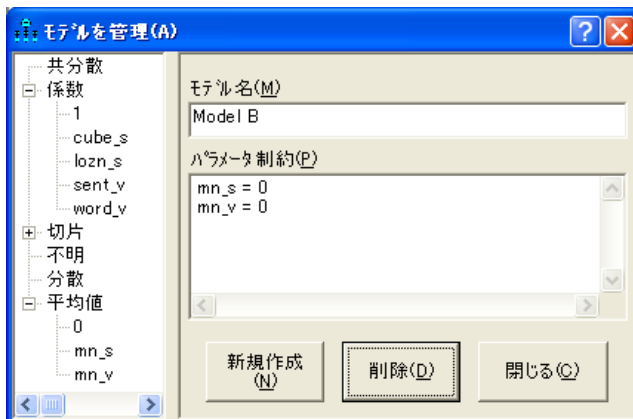 モデルを管理(A)
共分散
係数
1
cube_s
lozn_s
sent_v
word_v
切片
不明
分散
平均値
0
mn_s
mn_v
モデル名(M)
Model B
パラメータ制約(P)
mn_s = 0
mn_v = 0
新規作成
(N)
削除(D)
閉じる(C)